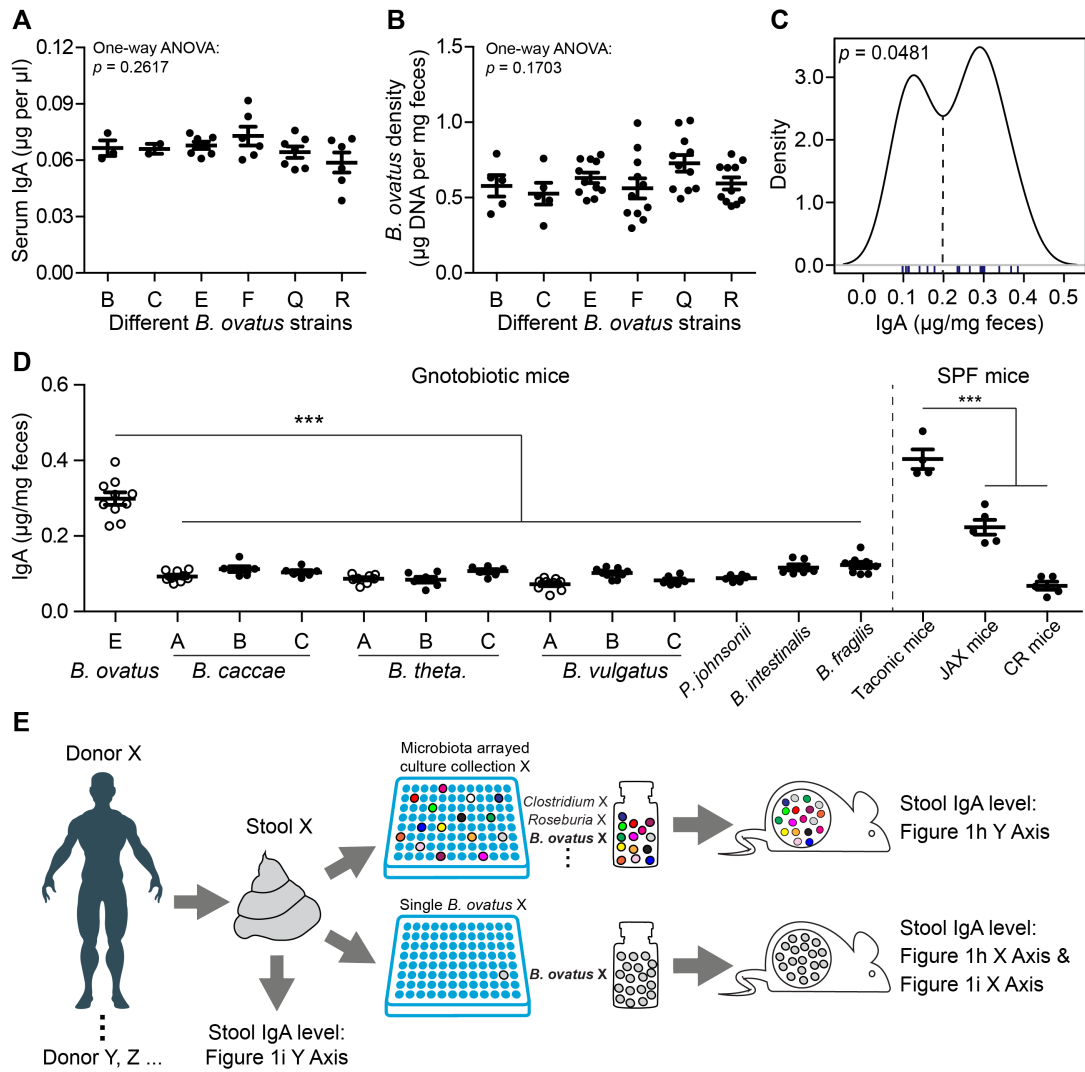 A
One-way ANOVA:
p = 0.2617
Serum IgA (µg per µl)
0.12
0.09
0.06
0.03
0.00
B C E F Q R
Different B. ovatus strains
B
One-way ANOVA:
p = 0.1703
B. ovatus density
(µg DNA per mg feces)
1.5
1.0
0.5
0.0
B C E F Q R
Different B. ovatus strains
C
p = 0.0481
Density
3.0
2.0
1.0
0.0
0.0 0.1 0.2 0.3 0.4 0.5
IgA (µg/mg feces)
D
Gnotobiotic mice
SPF mice
***
***
IgA (µg/mg feces)
0.6
0.4
0.2
0.0
E A B C A B C A B C
B. ovatus
B. caccae
B. theta.
B. vulgatus
P. johnsonii
B. intestinalis
B. fragilis
Taconic mice
JAX mice
CR mice
E
Donor X
Donor Y, Z ...
Stool X
Stool IgA level:
Figure 1i Y Axis
Microbiota arrayed
culture collection X
Clostridium X
Roseburia X
B. ovatus X
Stool IgA level:
Figure 1h Y Axis
Single B. ovatus X
B. ovatus X
Stool IgA level:
Figure 1h X Axis &
Figure 1i X Axis